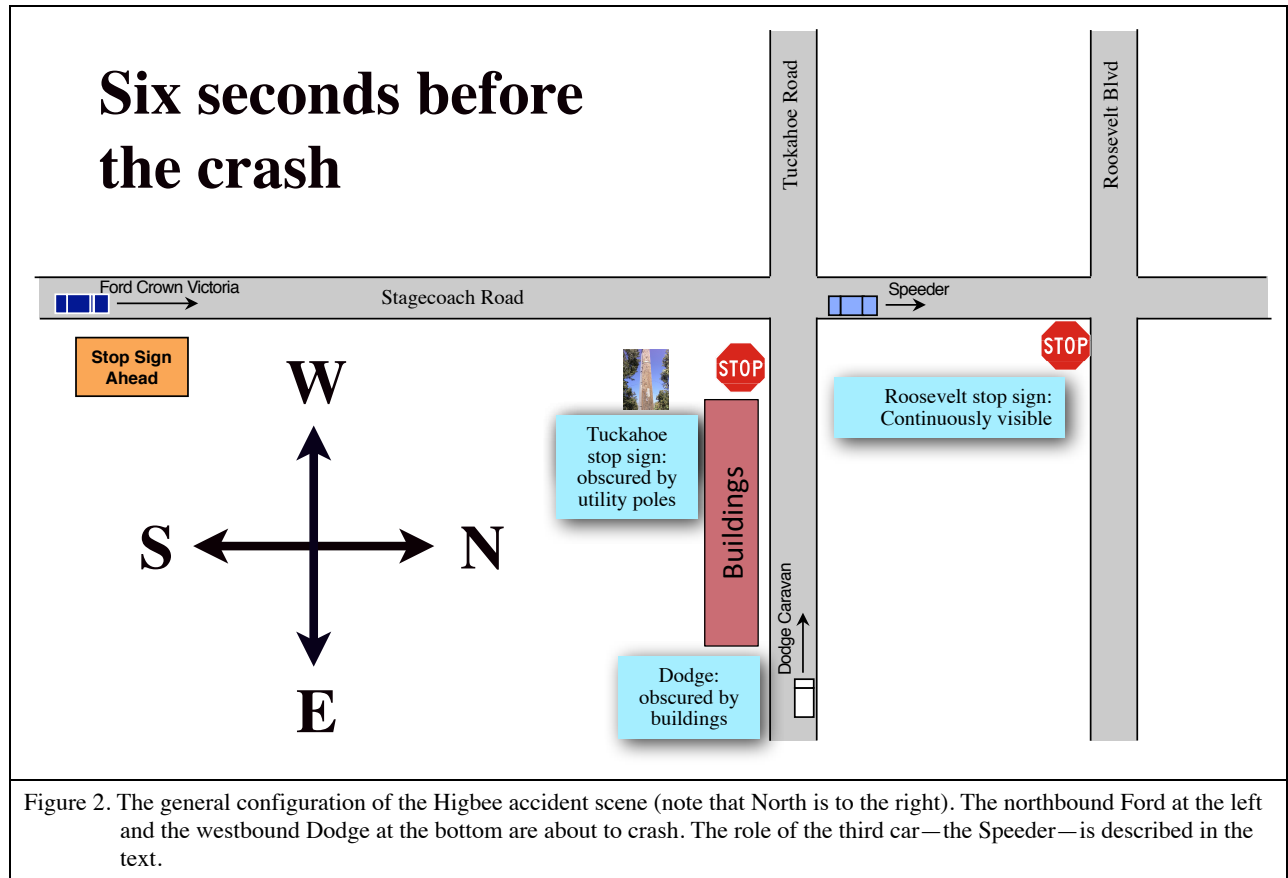 Six seconds before
the crash
Tuckahoe Road
Roosevelt Blvd
Ford Crown Victoria
Stagecoach Road
Speeder
Stop Sign
Ahead
STOP
STOP
Roosevelt stop sign:
Continuously visible
Tuckahoe
stop sign:
obscured by
utility poles
Buildings
W
S
N
E
Dodge Caravan
Dodge:
obscured by
buildings
Figure 2. The general configuration of the Higbee accident scene (note that North is to the right). The northbound Ford at the left
and the westbound Dodge at the bottom are about to crash. The role of the third car—the Speeder—is described in the
text.